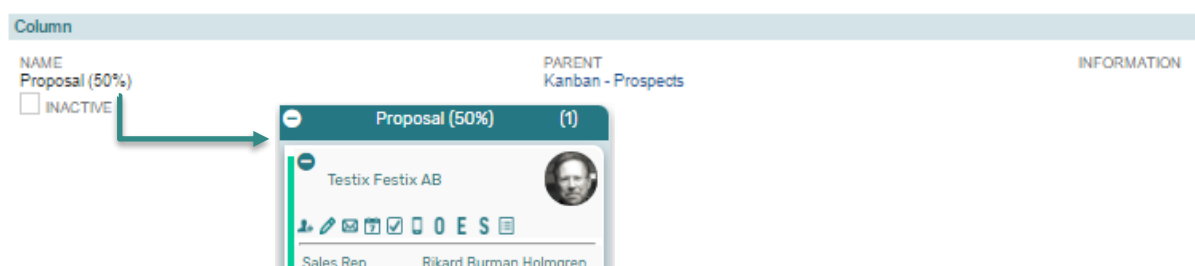 Column
NAME
PARENT
INFORMATION
Proposal (50%)
Kanban - Prospects
INACTIVE
Proposal (50%) (1)
Testix Festix AB
7 O E S
Sales Rep Rikard Burman Holmgren